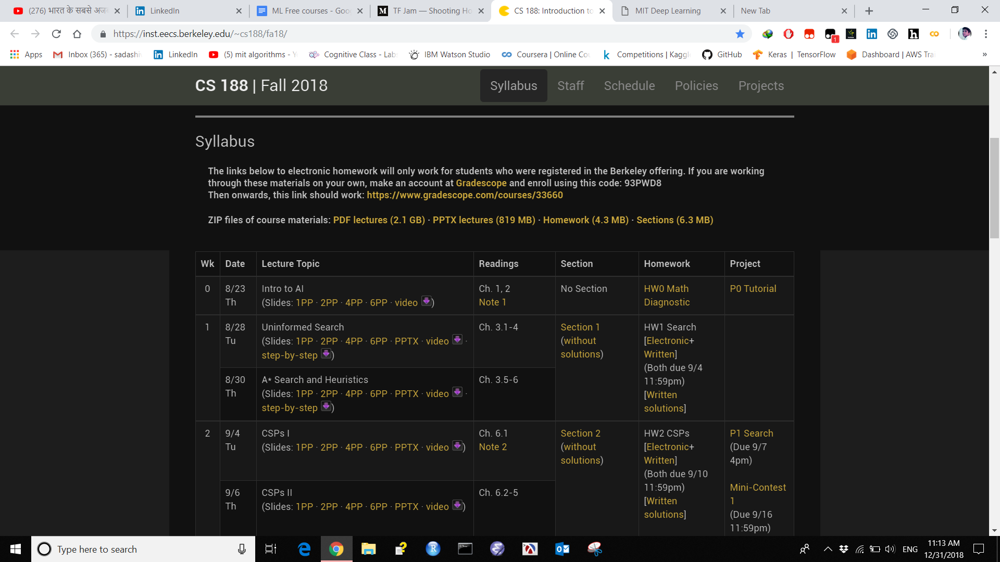 (276) भारत के सबसे अजब
LinkedIn
ML Free courses - Goo
TF Jam — Shooting Ho
CS 188: Introduction to
MIT Deep Learning
New Tab
https://inst.eecs.berkeley.edu/~cs188/fa18/
1
Apps
Inbox (365) - sadashi
LinkedIn
(5) mit algorithms - Y
Cognitive Class - Labs
IBM Watson Studio
Coursera | Online Co
Competitions | Kaggl
GitHub
Keras | TensorFlow
Dashboard | AWS Trai
»
CS 188 | Fall 2018
Syllabus
Staff
Schedule
Policies
Projects
Syllabus
The links below to electronic homework will only work for students who were registered in the Berkeley offering. If you are working
through these materials on your own, make an account at Gradescope and enroll using this code: 93PWD8
Then onwards, this link should work: https://www.gradescope.com/courses/33660
ZIP files of course materials: PDF lectures (2.1 GB) · PPTX lectures (819 MB) · Homework (4.3 MB) · Sections (6.3 MB)
Wk Date Lecture Topic Readings Section Homework Project
0 8/23 Intro to AI Ch. 1, 2 No Section HW0 Math P0 Tutorial
Th (Slides: 1PP · 2PP · 4PP · 6PP · video ) Note 1 Diagnostic
1 8/28 Uninformed Search Ch. 3.1-4 Section 1 HW1 Search
Tu (Slides: 1PP · 2PP · 4PP · 6PP · PPTX · video · (without [Electronic+
step-by-step ) solutions) Written]
(Both due 9/4
8/30 A* Search and Heuristics Ch. 3.5-6 11:59pm)
Th (Slides: 1PP · 2PP · 4PP · 6PP · PPTX · video · [Written
step-by-step ) solutions]
2 9/4 CSPs I Ch. 6.1 Section 2 HW2 CSPs P1 Search
Tu (Slides: 1PP · 2PP · 4PP · 6PP · PPTX · video ) Note 2 (without [Electronic+ (Due 9/7
solutions) Written] 4pm)
(Both due 9/10
11:59pm) Mini-Contest
9/6 CSPs II Ch. 6.2-5 [Written 1
Th (Slides: 1PP · 2PP · 4PP · 6PP · PPTX · video ) solutions] (Due 9/16
11:59pm)
Type here to search
ENG
11:13 AM
12/31/2018